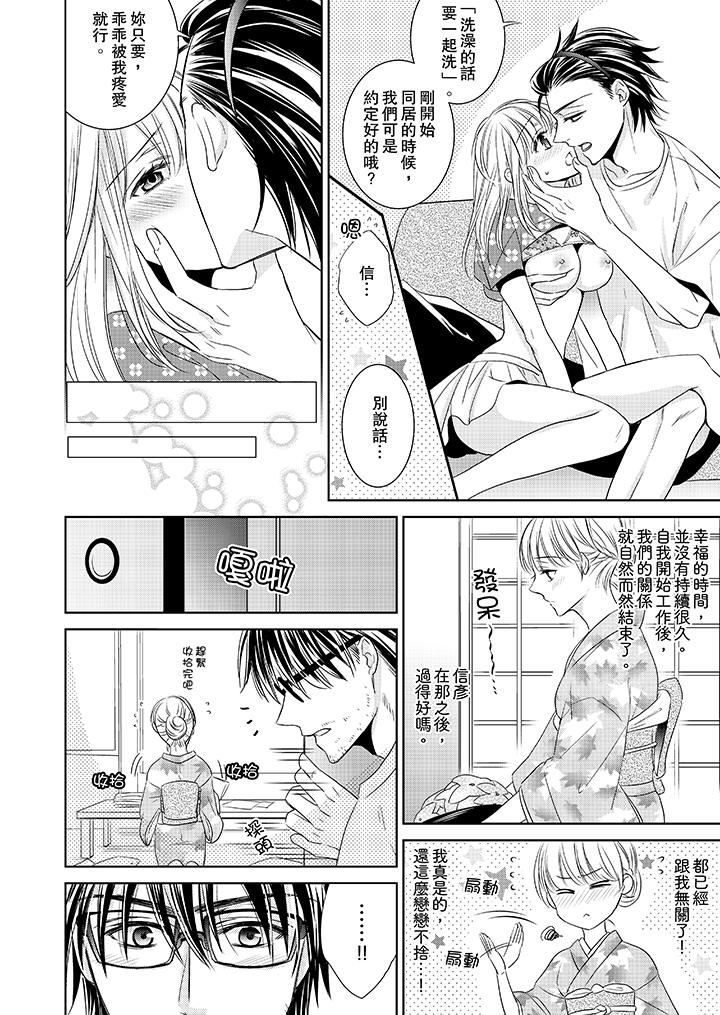 「洗澡的話
要一起洗」。
剛開始
同居的時候，
我們可是
約定好的哦？
嗯
信…
別說話…
妳只要，
乖乖被我疼愛
就行。
幸福的時間，
並沒有持續很久。
自我開始工作後，
我們的關係
就自然而然結束了。
發呆～
信彥
在那之後，
過得好嗎。
嘎啦
趕緊
收拾完吧
收拾
收拾
探頭
都已經
跟我無關了！
扇動
扇動
我真是的，
還這麼戀戀不捨…！
……!!